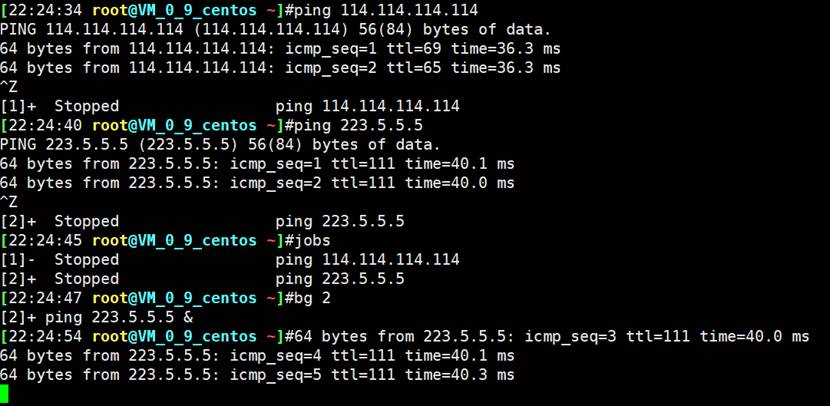 [22:24:34 root@VM_0_9_centos ~]#ping 114.114.114.114
PING 114.114.114.114 (114.114.114.114) 56(84) bytes of data.
64 bytes from 114.114.114.114: icmp_seq=1 ttl=69 time=36.3 ms
64 bytes from 114.114.114.114: icmp_seq=2 ttl=65 time=36.3 ms
^Z
[1]+  Stopped                 ping 114.114.114.114
[22:24:40 root@VM_0_9_centos ~]#ping 223.5.5.5
PING 223.5.5.5 (223.5.5.5) 56(84) bytes of data.
64 bytes from 223.5.5.5: icmp_seq=1 ttl=111 time=40.1 ms
64 bytes from 223.5.5.5: icmp_seq=2 ttl=111 time=40.0 ms
^Z
[2]+  Stopped                 ping 223.5.5.5
[22:24:45 root@VM_0_9_centos ~]#jobs
[1]-  Stopped                 ping 114.114.114.114
[2]+  Stopped                 ping 223.5.5.5
[22:24:47 root@VM_0_9_centos ~]#bg 2
[2]+ ping 223.5.5.5 &
[22:24:54 root@VM_0_9_centos ~]#64 bytes from 223.5.5.5: icmp_seq=3 ttl=111 time=40.0 ms
64 bytes from 223.5.5.5: icmp_seq=4 ttl=111 time=40.1 ms
64 bytes from 223.5.5.5: icmp_seq=5 ttl=111 time=40.3 ms